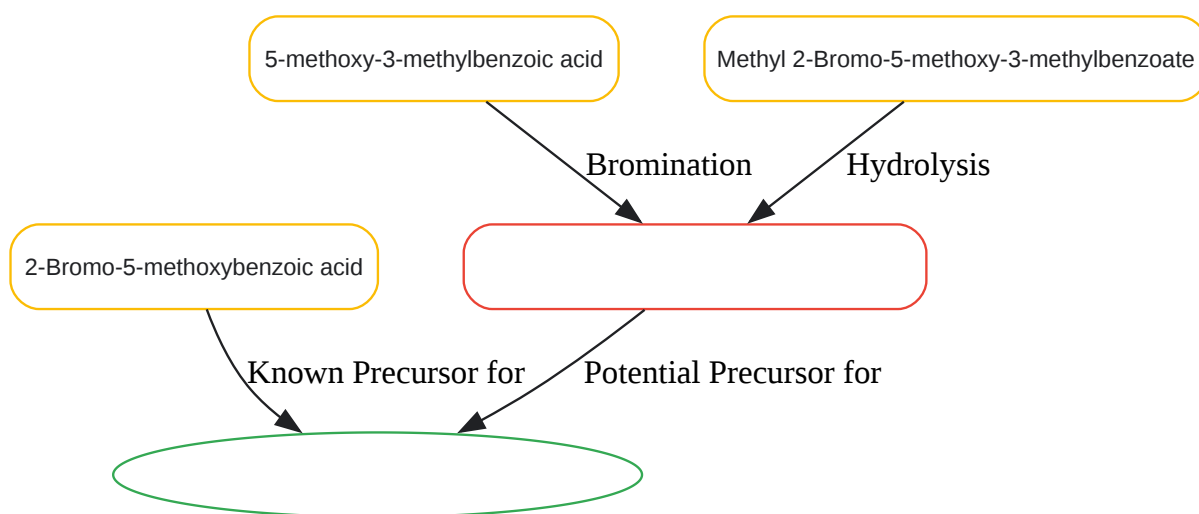 5-methoxy-3-methylbenzoic acid
Methyl 2-Bromo-5-methoxy-3-methylbenzoate
Bromination
Hydrolysis
2-Bromo-5-methoxybenzoic acid
Known Precursor for
Potential Precursor for